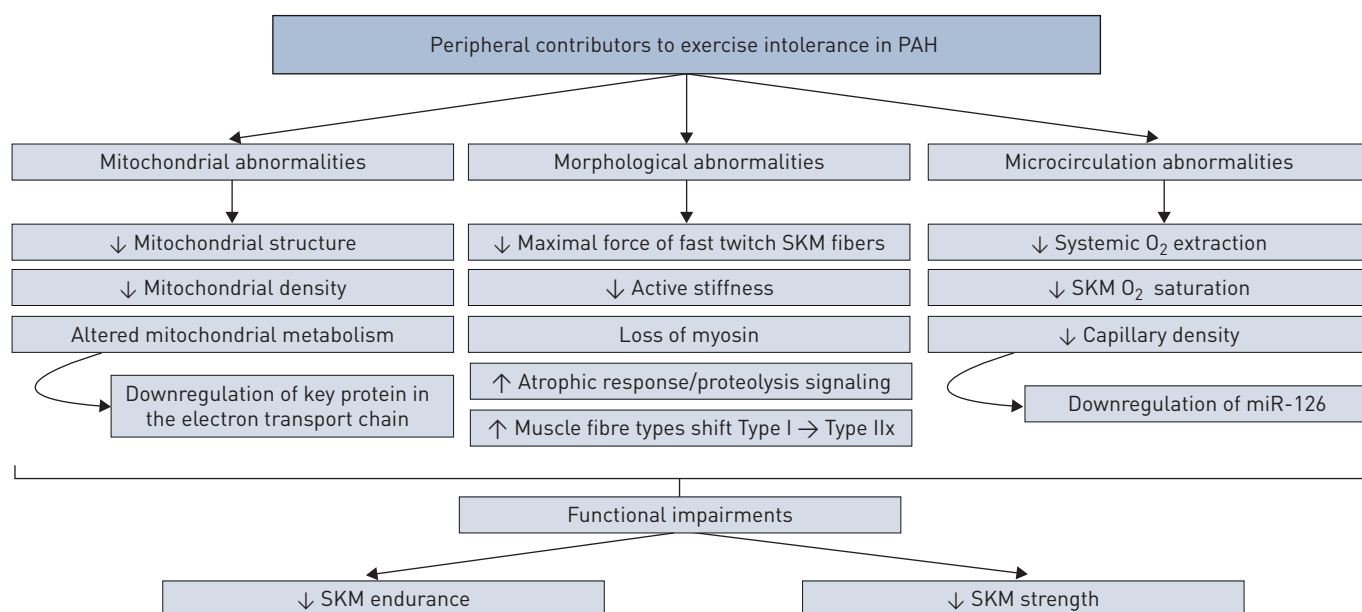 Peripheral contributors to exercise intolerance in PAH
Mitochondrial abnormalities
Morphological abnormalities
Microcirculation abnormalities
↓ Mitochondrial structure
↓ Maximal force of fast twitch SKM fibers
↓ Systemic O₂ extraction
↓ Mitochondrial density
↓ Active stiffness
↓ SKM O₂ saturation
Altered mitochondrial metabolism
Loss of myosin
↓ Capillary density
Downregulation of key protein in
the electron transport chain
↑ Atrophic response/proteolysis signaling
Downregulation of miR-126
↑ Muscle fibre types shift Type I → Type IIx
Functional impairments
↓ SKM endurance
↓ SKM strength